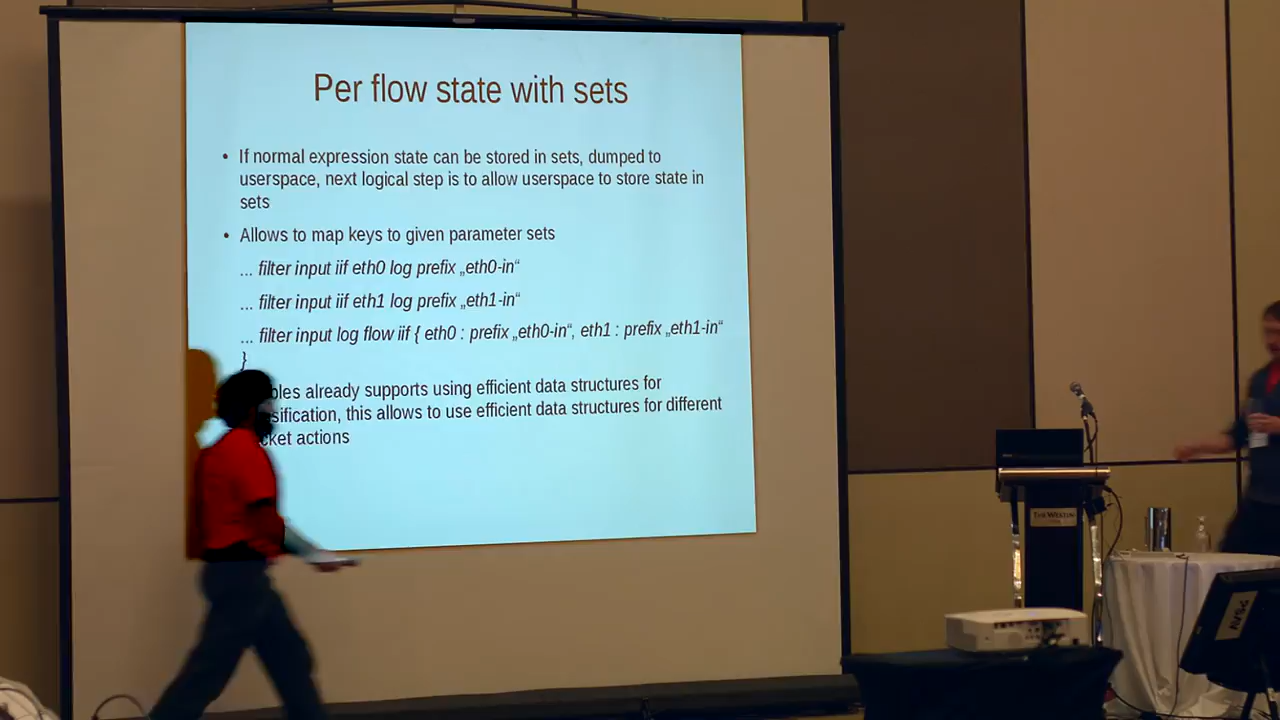 Per flow state with sets
• If normal expression state can be stored in sets, dumped to
userspace, next logical step is to allow userspace to store state in
sets
• Allows to map keys to given parameter sets
... filter input iif eth0 log prefix „eth0-in“
... filter input iif eth1 log prefix „eth1-in“
... filter input log flow iif { eth0 : prefix „eth0-in“, eth1 : prefix „eth1-in“
}
already supports using efficient data structures for
this allows to use efficient data structures for different
actions
THE WESTIN
AV